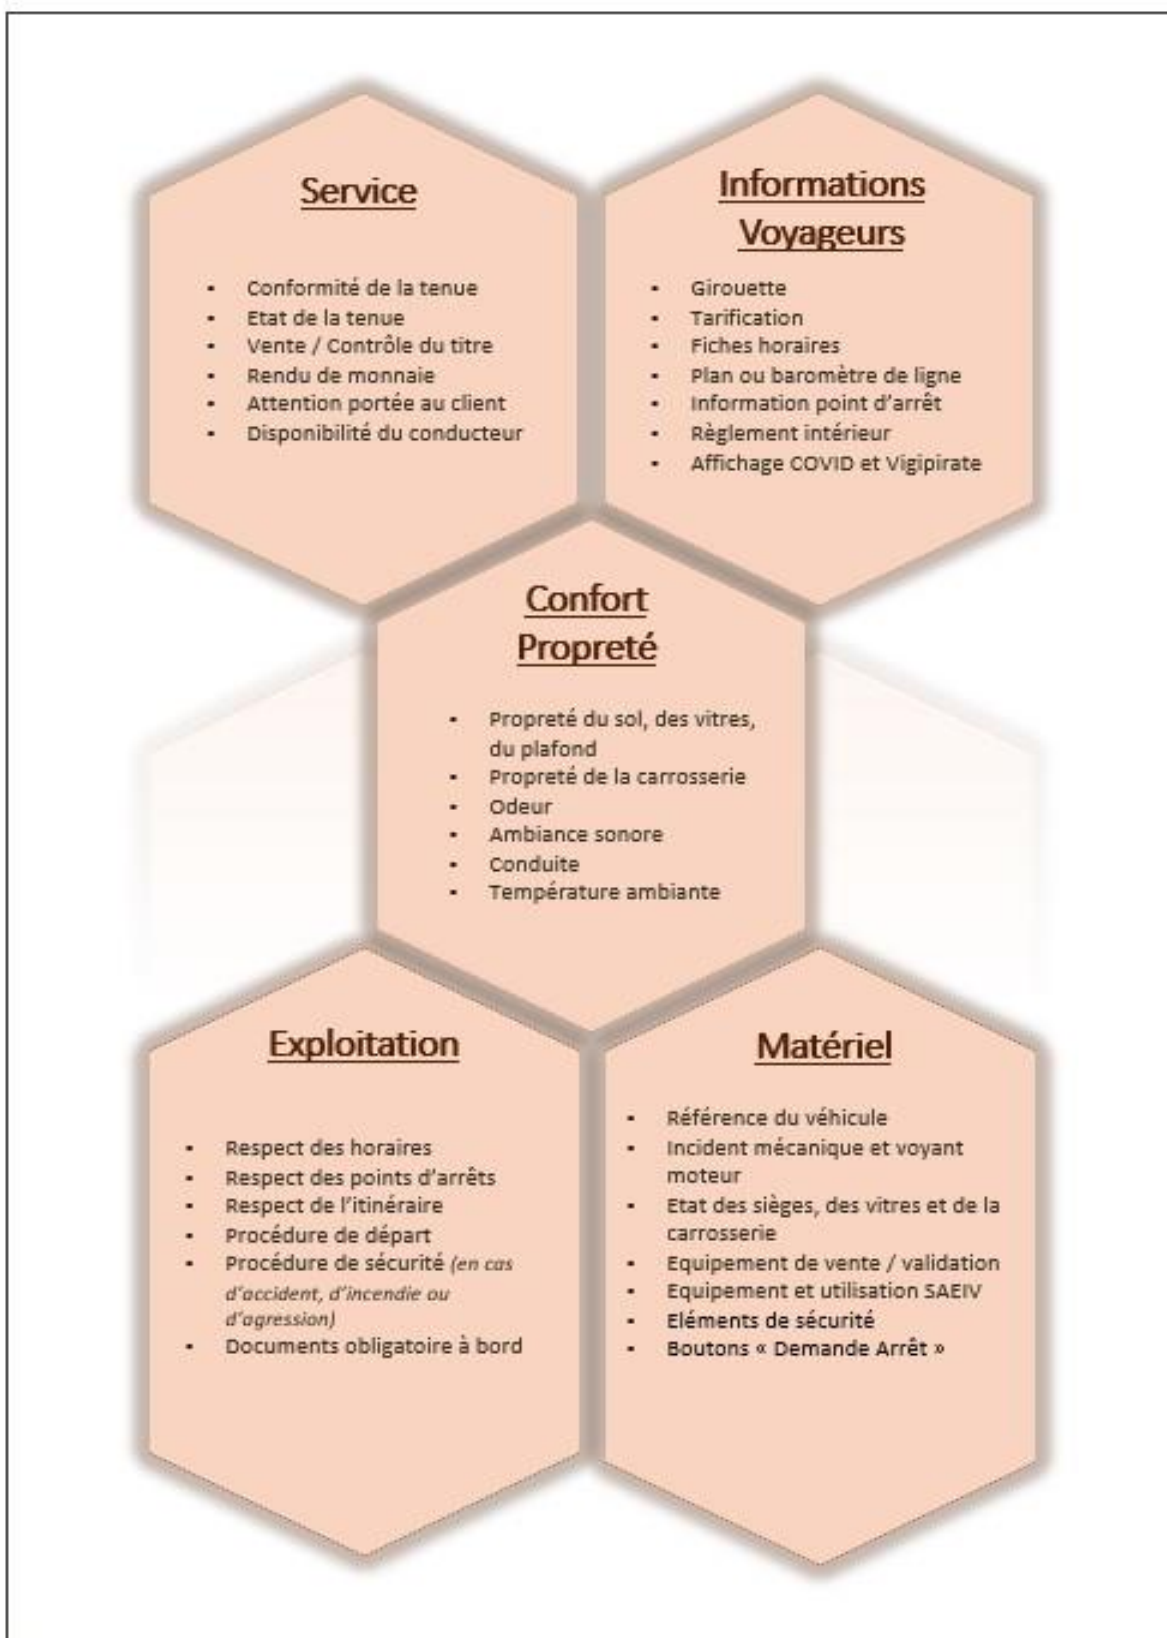 Service
▪ Conformité de la tenue
▪ Etat de la tenue
▪ Vente / Contrôle du titre
▪ Rendu de monnaie
▪ Attention portée au client
▪ Disponibilité du conducteur
Informations
Voyageurs
▪ Girouette
▪ Tarification
▪ Fiches horaires
▪ Plan ou baromètre de ligne
▪ Information point d'arrêt
▪ Règlement intérieur
▪ Affichage COVID et Vigipirate
Confort
Propreté
▪ Propreté du sol, des vitres,
du plafond
▪ Propreté de la carrosserie
▪ Odeur
▪ Ambiance sonore
▪ Conduite
▪ Température ambiante
Exploitation
▪ Respect des horaires
▪ Respect des points d'arrêts
▪ Respect de l'itinéraire
▪ Procédure de départ
▪ Procédure de sécurité (en cas
d'accident, d'incendie ou
d'agression)
▪ Documents obligatoire à bord
Matériel
▪ Référence du véhicule
▪ Incident mécanique et voyant
moteur
▪ Etat des sièges, des vitres et de la
carrosserie
▪ Equipement de vente / validation
▪ Equipement et utilisation SAEIV
▪ Eléments de sécurité
▪ Boutons « Demande Arrêt »